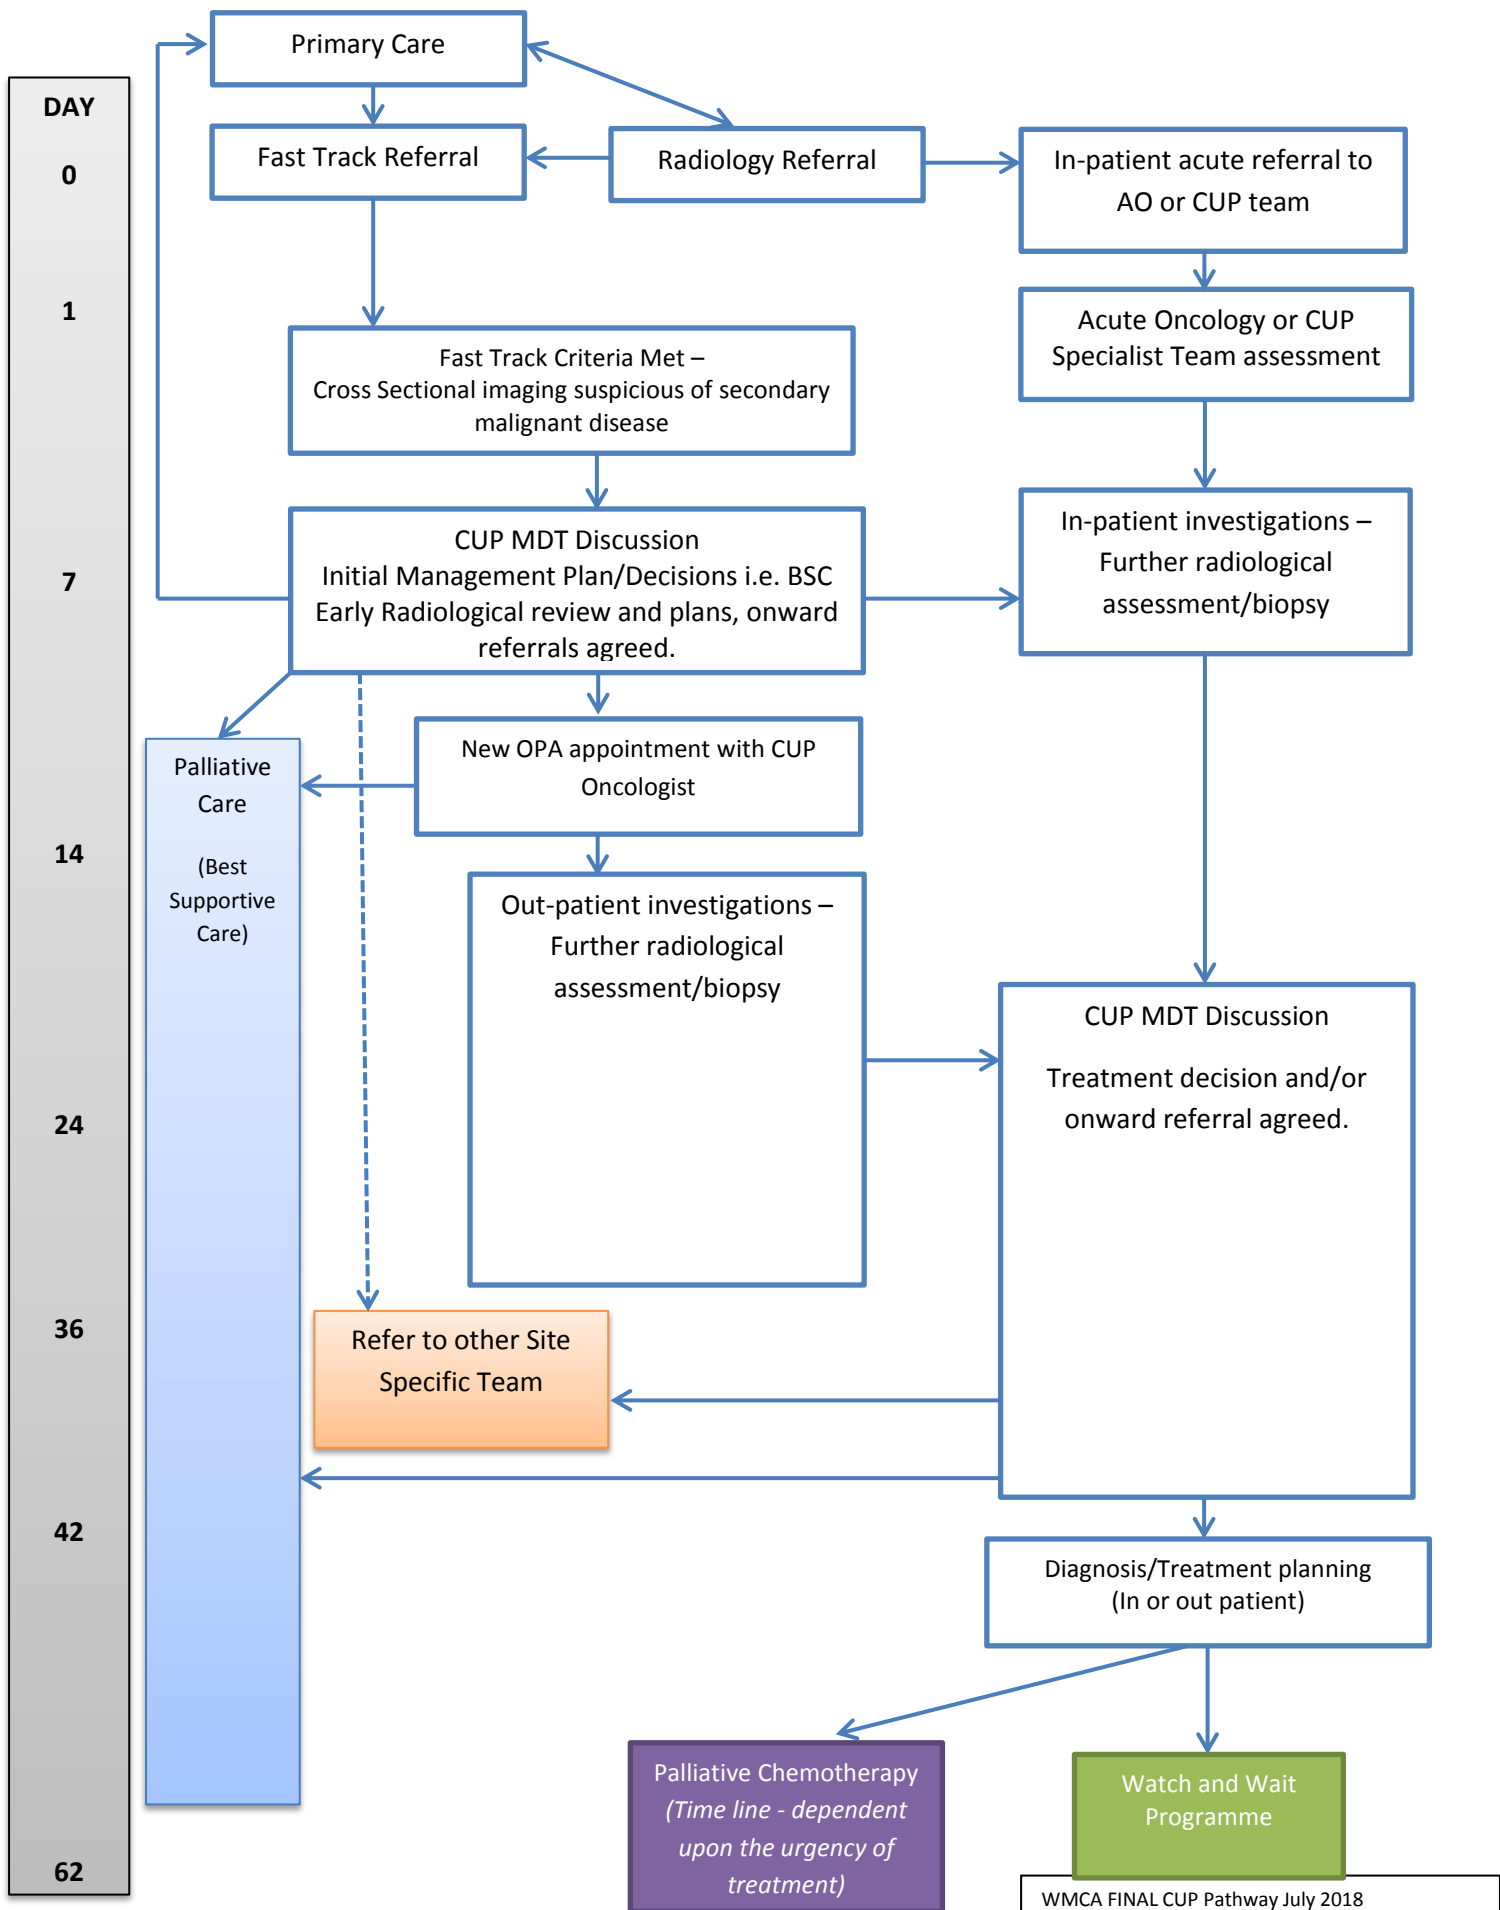 Primary Care
DAY
Fast Track Referral
Radiology Referral
In-patient acute referral to
AO or CUP team
0
1
Acute Oncology or CUP
Specialist Team assessment
Fast Track Criteria Met –
Cross Sectional imaging suspicious of secondary
malignant disease
CUP MDT Discussion
Initial Management Plan/Decisions i.e. BSC
Early Radiological review and plans, onward
referrals agreed.
In-patient investigations –
Further radiological
assessment/biopsy
7
New OPA appointment with CUP
Oncologist
Palliative
Care
(Best
Supportive
Care)
14
Out-patient investigations –
Further radiological
assessment/biopsy
CUP MDT Discussion
Treatment decision and/or
onward referral agreed.
24
36
Refer to other Site
Specific Team
42
Diagnosis/Treatment planning
(In or out patient)
Palliative Chemotherapy
(Time line - dependent
upon the urgency of
treatment)
Watch and Wait
Programme
62
WMCA FINAL CUP Pathway July 2018